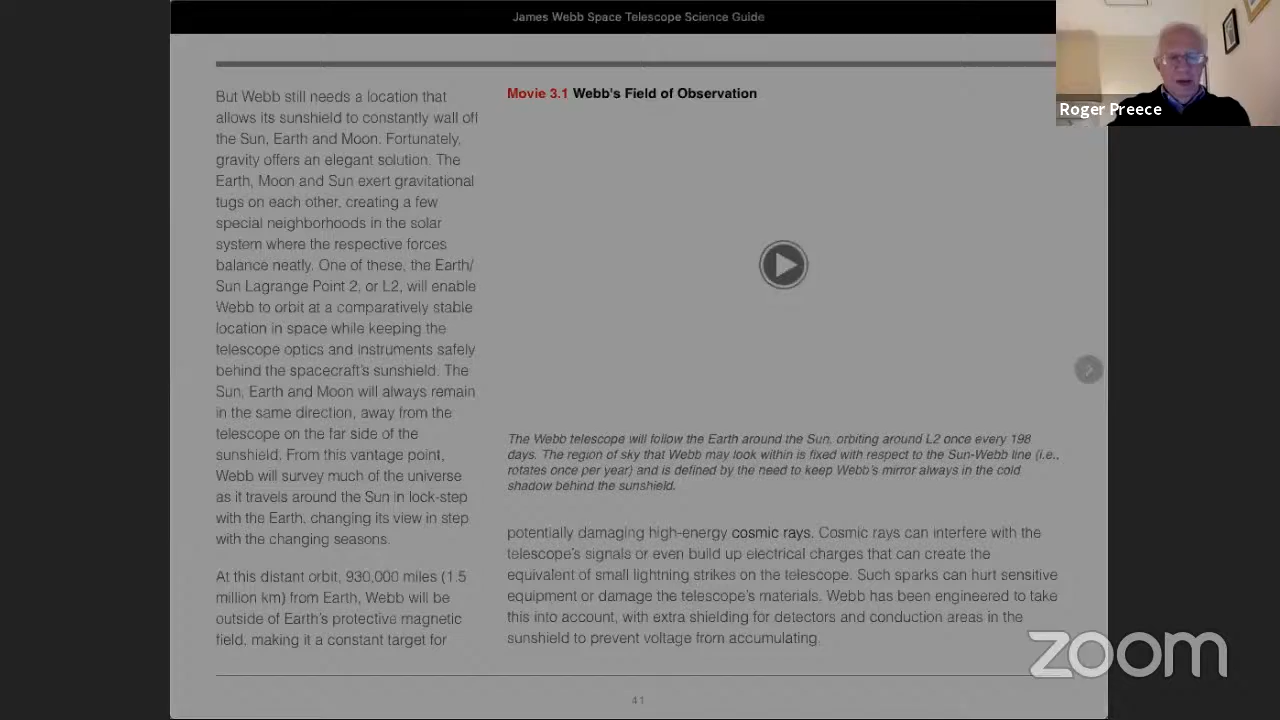 James Webb Space Telescope Science Guide
But Webb still needs a location that
allows its sunshield to constently wall off
the Sun, Earth and Moon. Fortunately,
gravity offers an elegant solution. The
Earth, Moon and Sun exert gravitational
tugs on each other, creating a few
special neighborhoods in the solar
system where the respective forces
balance neatly. One of these, the Earth/
Sun Lagrange Point 2, or L2, will enable
Webb to orbit at a comparatively stable
location in space while keeping the
telescope optics and instruments safely
behind the spacecraft's sunshield. The
Sun, Earth and Moon will always remain
in the same direction, away from the
telescope on the far side of the
sunshield. From this vantage point,
Webb will survey much of the universe
as it travels around the Sun in lock-step
with the Earth, changing its view in step
with the changing seasons.
At this distant orbit, 930,000 miles (1.5
million km) from Earth, Webb will be
outside of Earth's protective magnetic
field, making it a constant target for
Movie 3.1 Webb's Field of Observation
The Webb telescope will follow the Earth around the Sun, orbiting around L2 once every 198
days. The region of sky that Webb may look within is fixed with respect to the Sun-Webb line (i.e.,
rotates once per year) and is defined by the need to keep Webb's mirror always in the cold
shadow behind the sunshield.
potentially damaging high-energy cosmic rays. Cosmic rays can interfere with the
telescope's signals or even build up electrical charges that can create the
equivalent of small lightning strikes on the telescope. Such sparks can hurt sensitive
equipment or damage the telescope's materials. Webb has been engineered to take
this into account, with extra shielding for detectors and conduction areas in the
sunshield to prevent voltage from accumulating.
41
Roger Preece
zoom